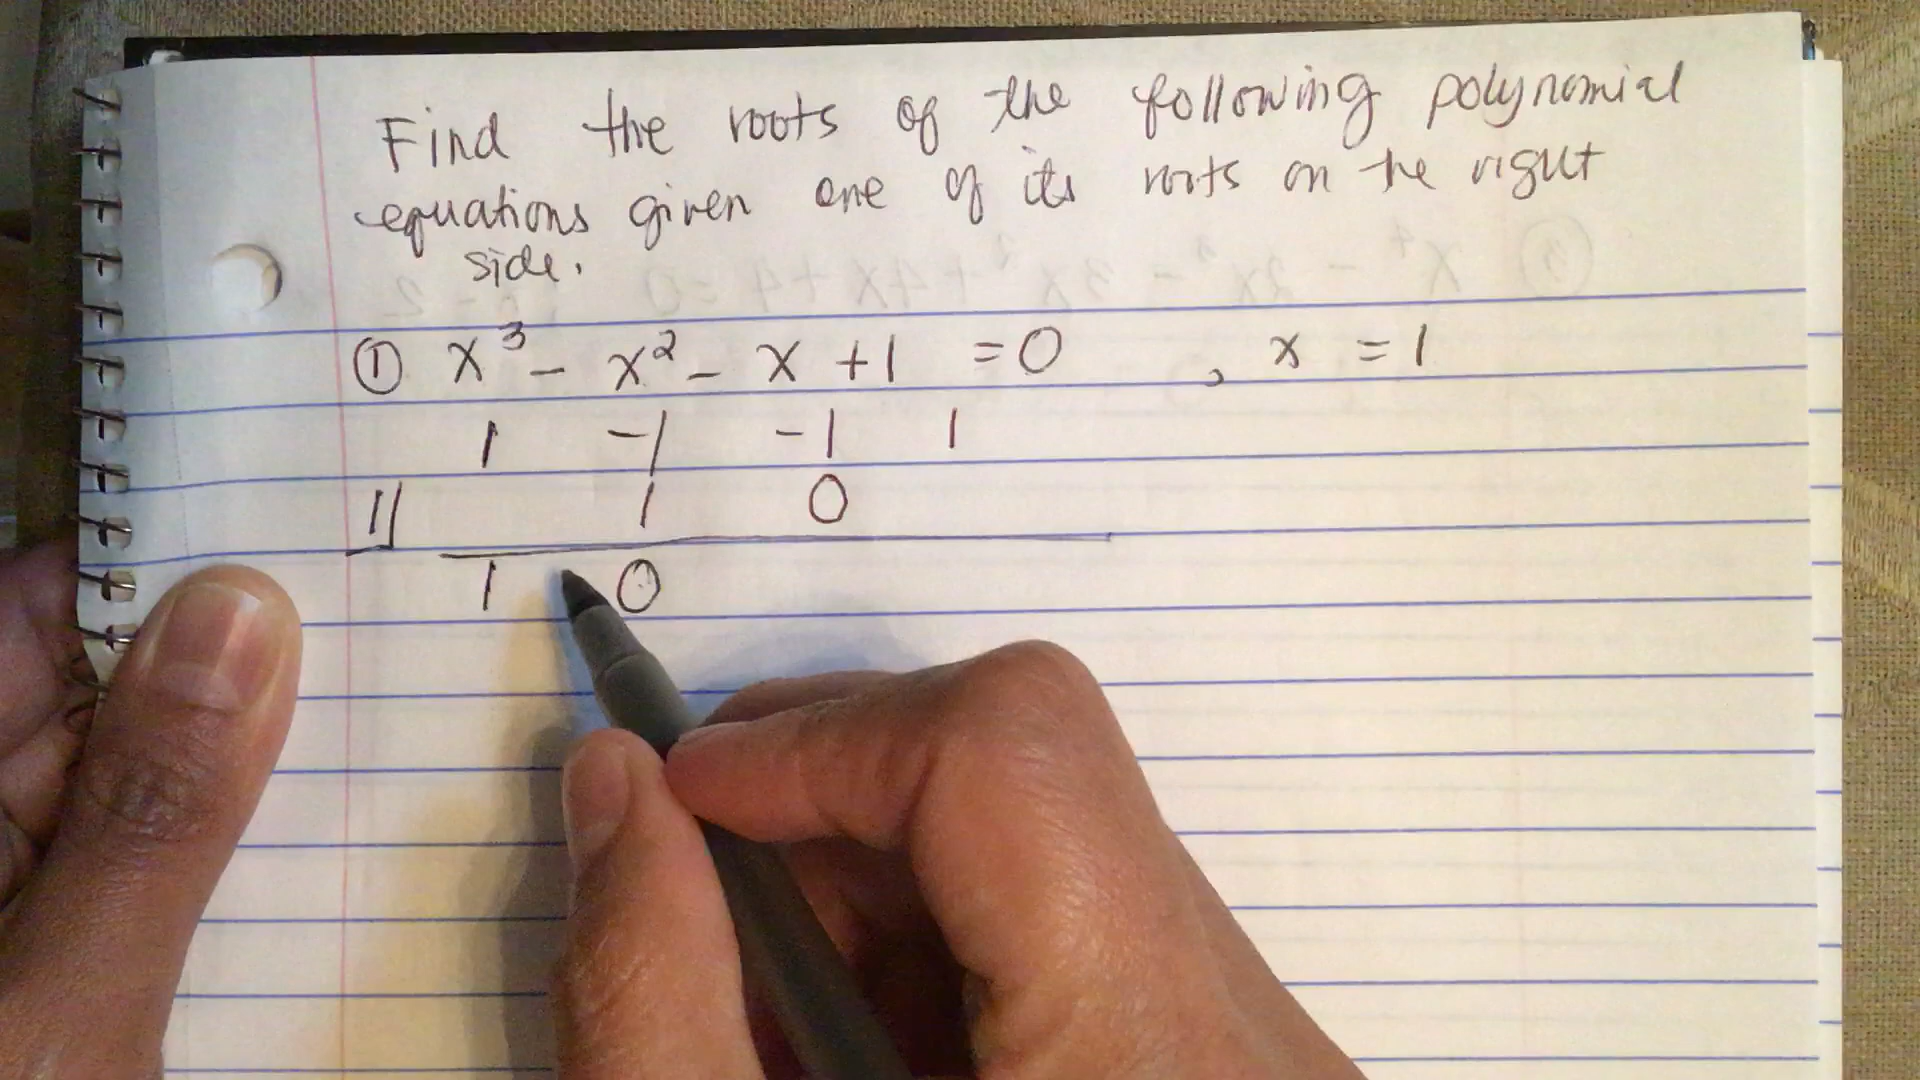 Find the roots of the following polynomial
equations given one of its roots on the right
side.
① x³ - x² - x + 1 = 0 , x = 1
1 -1 -1 1
1| 1 0
1 0